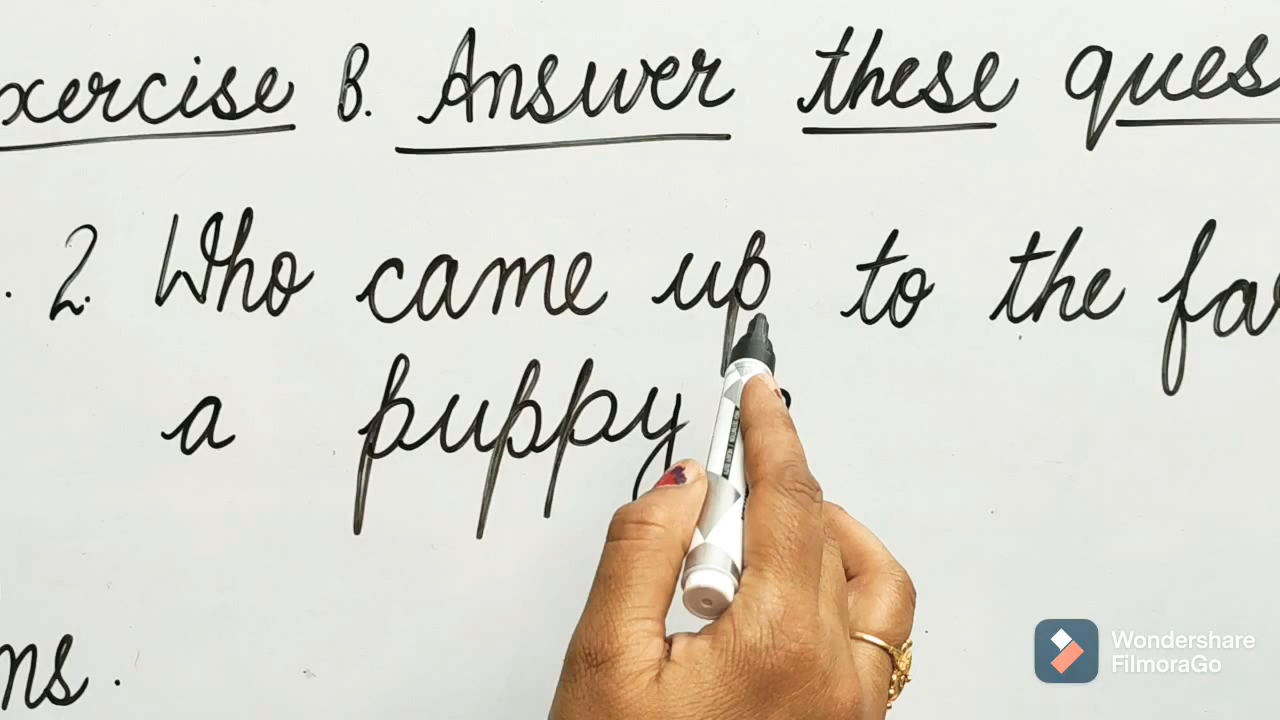 xercise B. Answer these ques
2. Who came up to the fa
a puppy
ns.
Wondershare
FilmoraGo